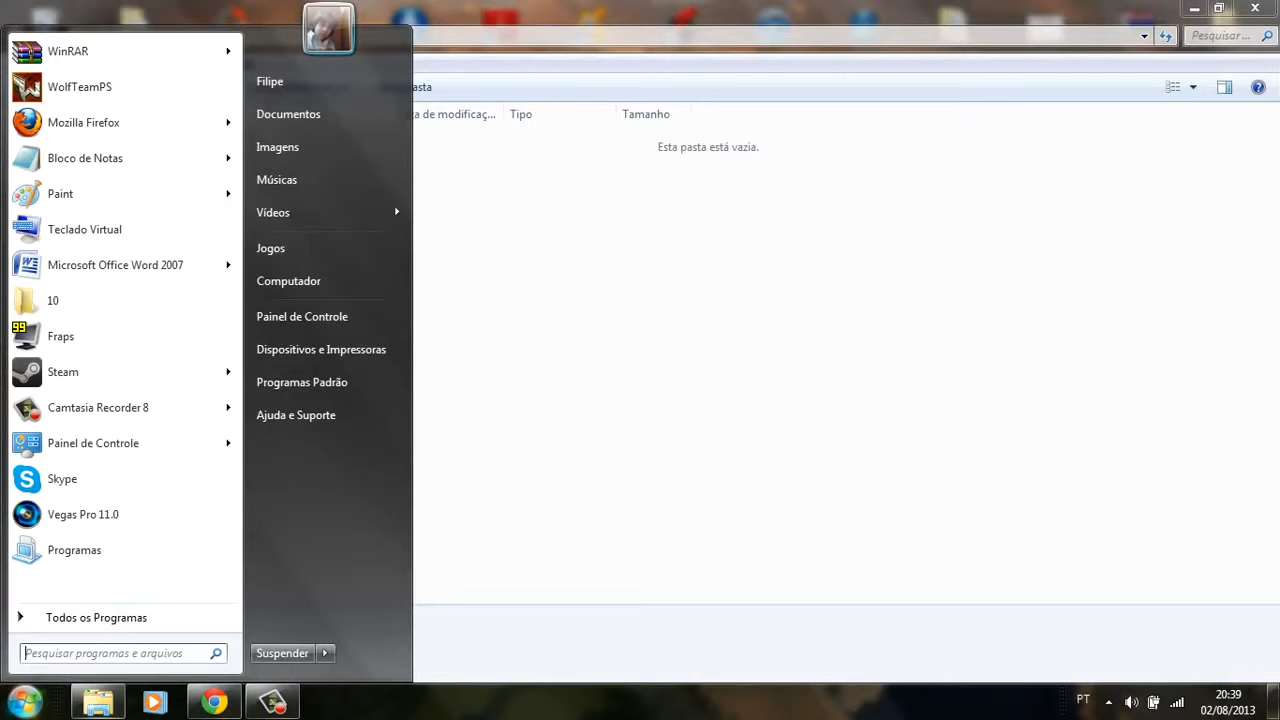 WinRAR
WolfTeamPS
Mozilla Firefox
Bloco de Notas
Paint
Teclado Virtual
Microsoft Office Word 2007
10
99
Fraps
Steam
Camtasia Recorder 8
Painel de Controle
Skype
Vegas Pro 11.0
Programas
Todos os Programas
Pesquisar programas e arquivos
Filipe
Documentos
Imagens
Músicas
Vídeos
Jogos
Computador
Painel de Controle
Dispositivos e Impressoras
Programas Padrão
Ajuda e Suporte
Suspender
Pesquisar ...
asta
a de modificaç... Tipo Tamanho
Esta pasta está vazia.
PT
20:39
02/08/2013